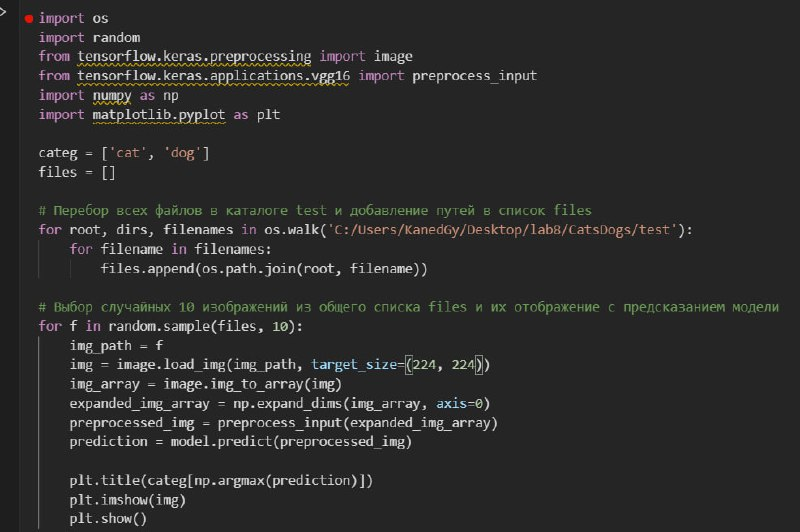 import os
import random
from tensorflow.keras.preprocessing import image
from tensorflow.keras.applications.vgg16 import preprocess_input
import numpy as np
import matplotlib.pyplot as plt
categ = ['cat', 'dog']
files = []
# Перебор всех файлов в каталоге test и добавление путей в список files
for root, dirs, filenames in os.walk('C:/Users/KanedGy/Desktop/lab8/CatsDogs/test'):
    for filename in filenames:
        files.append(os.path.join(root, filename))
# Выбор случайных 10 изображений из общего списка files и их отображение с предсказанием модели
for f in random.sample(files, 10):
    img_path = f
    img = image.load_img(img_path, target_size=(224, 224))
    img_array = image.img_to_array(img)
    expanded_img_array = np.expand_dims(img_array, axis=0)
    preprocessed_img = preprocess_input(expanded_img_array)
    prediction = model.predict(preprocessed_img)
    plt.title(categ[np.argmax(prediction)])
    plt.imshow(img)
    plt.show()